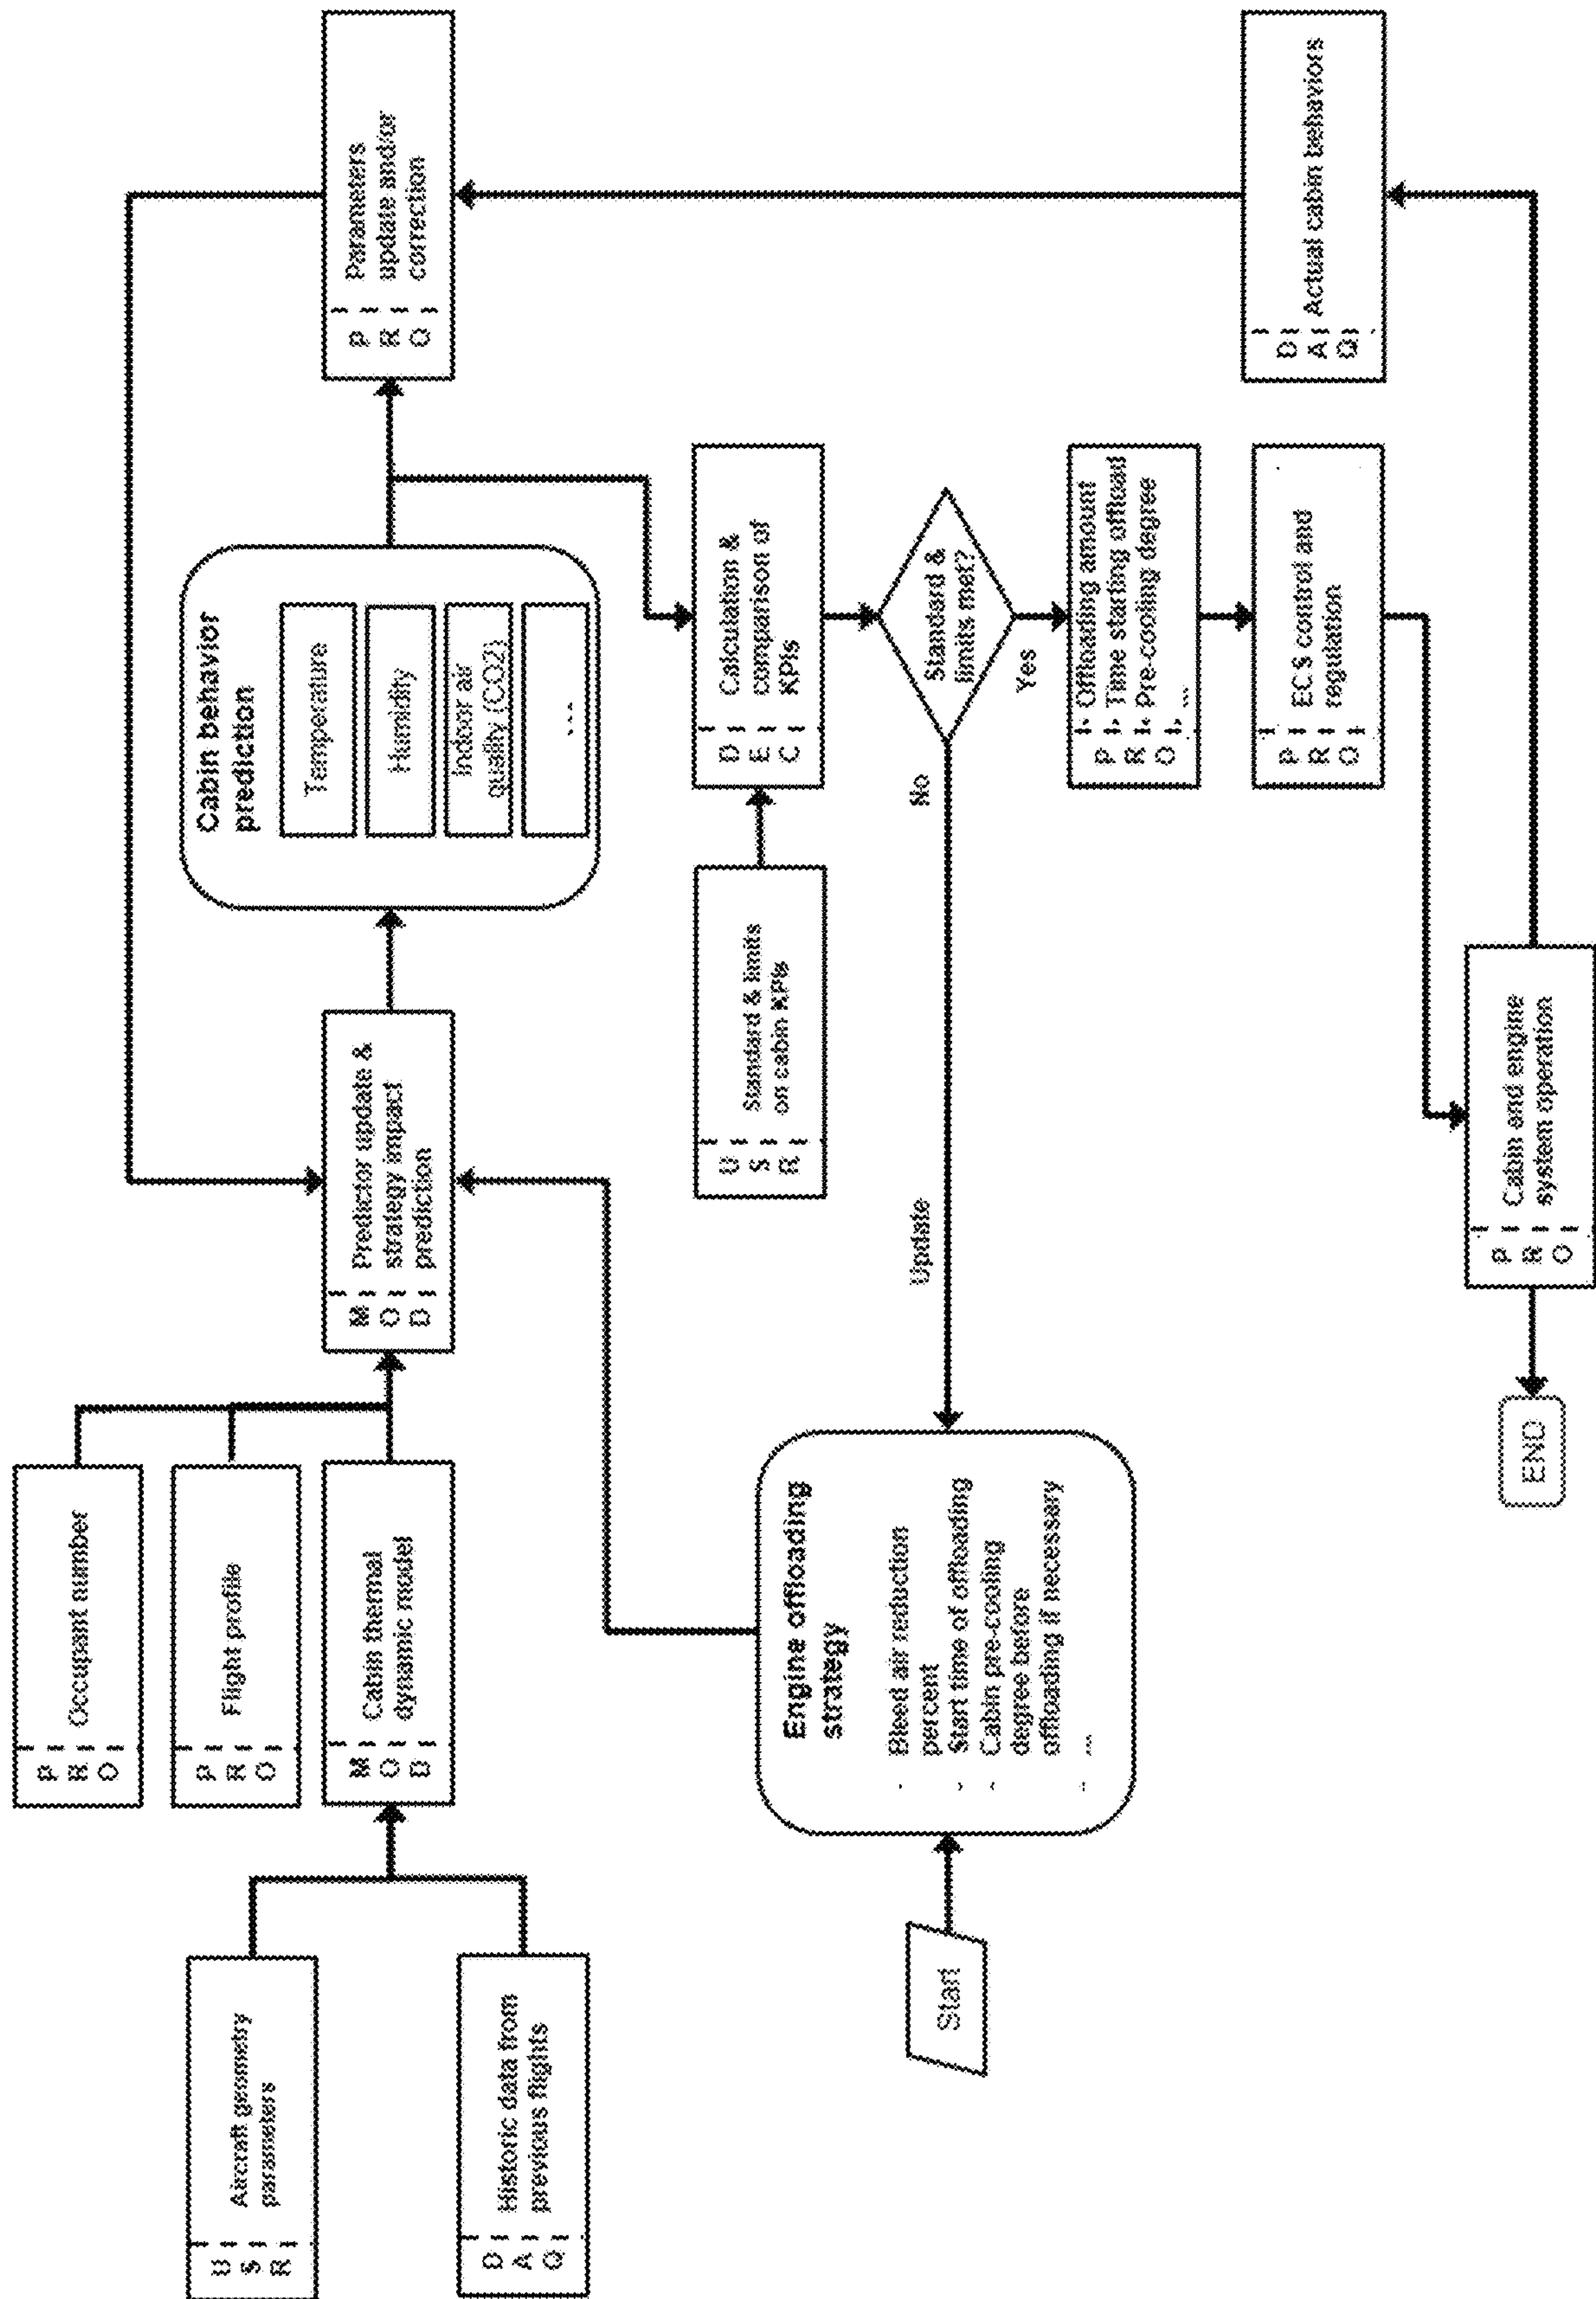 U
S
R
Aircraft geometry
parameters
D
A
Q
Historic data from
previous flights
P
R
O
Occupant number
P
R
O
Flight profile
M
O
D
Cabin thermal
dynamic model
M
O
D
Predictor update &
strategy impact
prediction
Cabin behavior
prediction
Temperature
Humidity
Indoor air
quality (CO2)
...
P
R
O
Parameters
update and/or
correction
Start
Engine offloading
strategy
- Bleed air reduction
percent
- Start time of offloading
- Cabin pre-cooling
degree before
offloading if necessary
- ...
U
S
R
Standard & limits
on cabin KPIs
D
E
C
Calculation &
comparison of
KPIs
Standard &
limits met?
No
Update
Yes
P
R
O
Offloading amount
Time starting offload
Pre-cooling degree
...
P
R
O
ECS control and
regulation
P
R
O
Cabin and engine
system operation
D
A
Q
Actual cabin behaviors
END